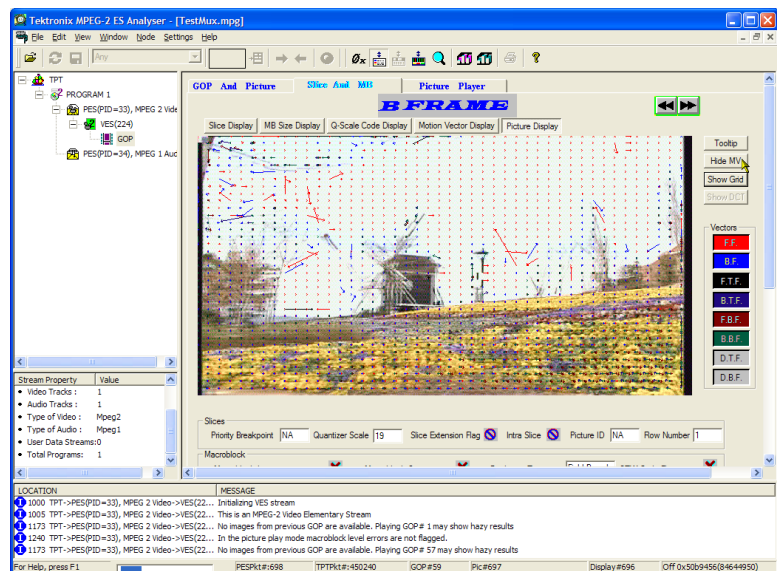 Tektronix MPEG-2 ES Analyser - [TestMux.mpg]
File Edit View Window Node Settings Help
Any
TPT
PROGRAM 1
PES(PID=33), MPEG 2 Vide
VES(224)
GOP
PES(PID=34), MPEG 1 Auc
GOP And Picture Slice And MB Picture Player
B FRAME
Slice Display MB Size Display Q-Scale Code Display Motion Vector Display Picture Display
Tooltip
Hide MV
Show Grid
Show DCT
Vectors
F.F.
B.F.
F.T.F.
B.T.F.
F.B.F.
B.B.F.
D.T.F.
D.B.F.
Stream Property Value
Video Tracks : 1
Audio Tracks : 1
Type of Video : Mpeg2
Type of Audio : Mpeg1
User Data Streams:0
Total Programs: 1
Slices
Priority Breakpoint NA Quantizer Scale 19 Slice Extension Flag Intra Slice Picture ID NA Row Number 1
Macroblock
LOCATION MESSAGE
1000 TPT->PES(PID=33), MPEG 2 Video->VES(22... Initializing VES stream
1005 TPT->PES(PID=33), MPEG 2 Video->VES(22... This is an MPEG-2 Video Elementary Stream
1173 TPT->PES(PID=33), MPEG 2 Video->VES(22... No images from previous GOP are available. Playing GOP# 1 may show hazy results
1240 TPT->PES(PID=33), MPEG 2 Video->VES(22... In the picture play mode macroblock level errors are not flagged.
1173 TPT->PES(PID=33), MPEG 2 Video->VES(22... No images from previous GOP are available. Playing GOP# 57 may show hazy results
For Help, press F1 PESPkt#:698 TPTPkt#:450240 GOP#59 Pic#697 Display#696 Off 0x50b9456(84644950)